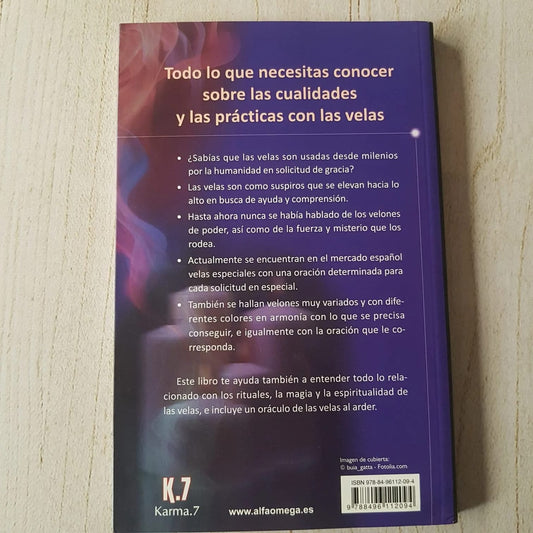 Todo lo que necesitas conocer
sobre las cualidades
y las prácticas con las velas
• ¿Sabías que las velas son usadas desde milenios
por la humanidad en solicitud de gracia?
• Las velas son como suspiros que se elevan hacia lo
alto en busca de ayuda y comprensión.
• Hasta ahora nunca se había hablado de los velones
de poder, así como de la fuerza y misterio que los
rodea.
• Actualmente se encuentran en el mercado español
velas especiales con una oración determinada para
cada solicitud en especial.
• También se hallan velones muy variados y con dife-
rentes colores en armonía con lo que se precisa
conseguir, e igualmente con la oración que le co-
rresponda.
Este libro te ayuda también a entender todo lo rela-
cionado con los rituales, la magia y la espiritualidad de
las velas, e incluye un oráculo de las velas al arder.
Imagen de cubierta:
© buia_gatta - Fotolia.com
K.7
Karma.7
www.alfaomega.es
ISBN 978-84-96112-09-4
9 788496 112094